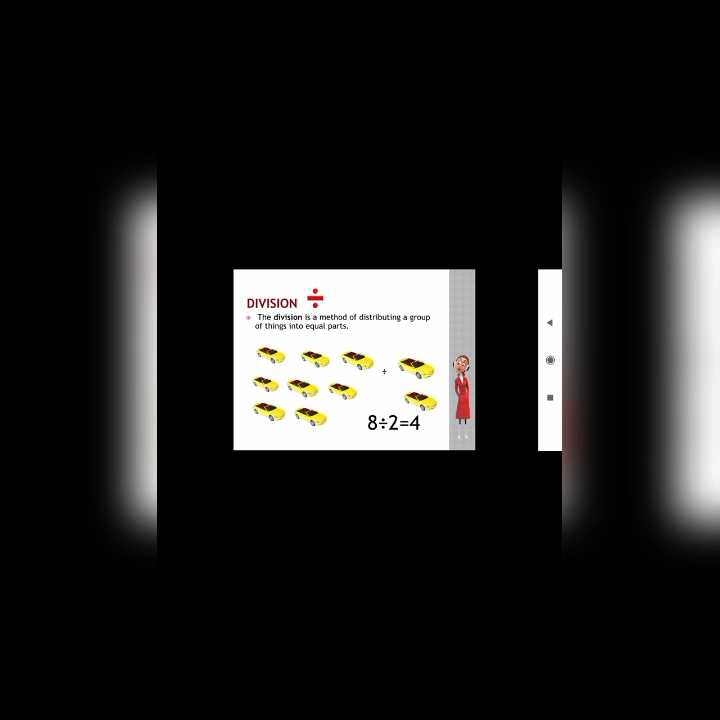 DIVISION ÷
The division is a method of distributing a group
of things into equal parts.
÷
8÷2=4